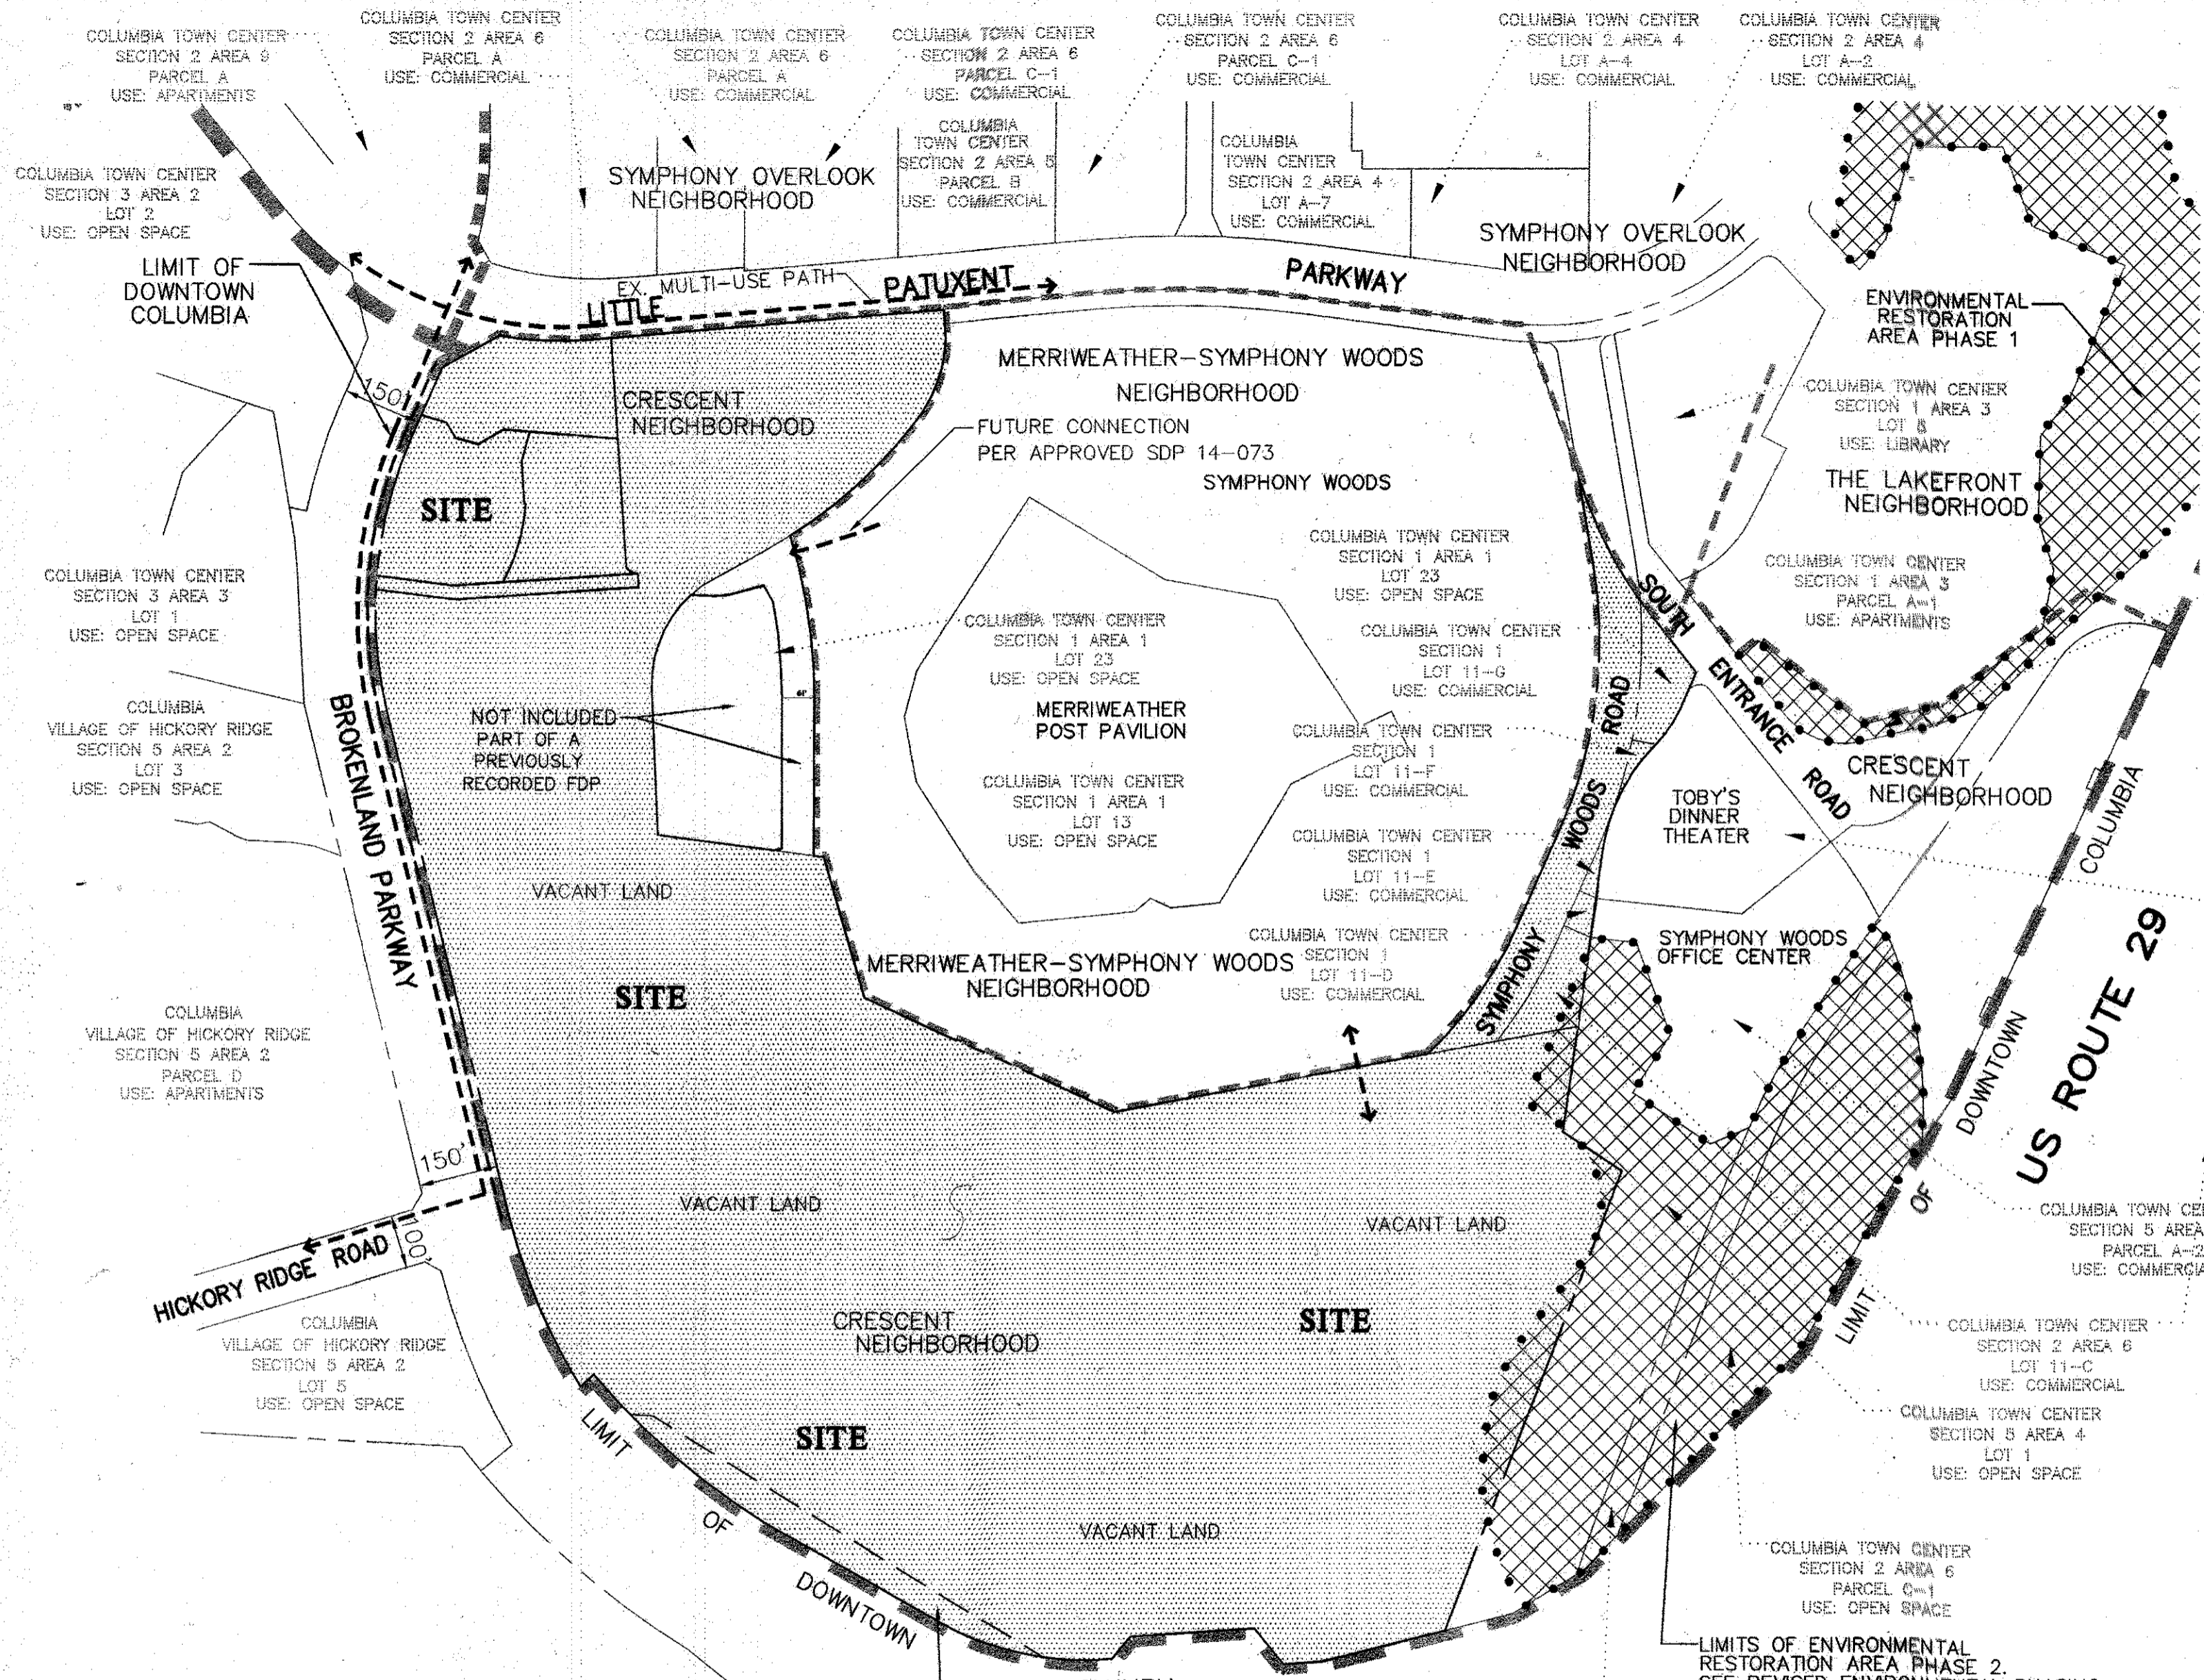 COLUMBIA TOWN CENTER
SECTION 2 AREA 9
PARCEL A
USE: APARTMENTS
COLUMBIA TOWN CENTER
SECTION 2 AREA 6
PARCEL A
USE: COMMERCIAL
COLUMBIA TOWN CENTER
SECTION 2 AREA 6
PARCEL A
USE: COMMERCIAL
COLUMBIA TOWN CENTER
SECTION 2 AREA 6
PARCEL C-1
USE: COMMERCIAL
COLUMBIA TOWN CENTER
SECTION 2 AREA 6
PARCEL C-1
USE: COMMERCIAL
COLUMBIA TOWN CENTER
SECTION 2 AREA 4
LOT A-4
USE: COMMERCIAL
COLUMBIA TOWN CENTER
SECTION 2 AREA 4
LOT A-2
USE: COMMERCIAL
COLUMBIA TOWN CENTER
SECTION 3 AREA 2
LOT 2
USE: OPEN SPACE
SYMPHONY OVERLOOK
NEIGHBORHOOD
COLUMBIA
TOWN CENTER
SECTION 2 AREA 5
PARCEL B
USE: COMMERCIAL
COLUMBIA
TOWN CENTER
SECTION 2 AREA 4
LOT A-7
USE: COMMERCIAL
SYMPHONY OVERLOOK
NEIGHBORHOOD
LIMIT OF
DOWNTOWN
COLUMBIA
EX. MULTI-USE PATH
LITTLE PATUXENT PARKWAY
ENVIRONMENTAL
RESTORATION
AREA PHASE 1
150'
CRESCENT
NEIGHBORHOOD
MERRIWEATHER-SYMPHONY WOODS
NEIGHBORHOOD
FUTURE CONNECTION
PER APPROVED SDP 14-073
SYMPHONY WOODS
COLUMBIA TOWN CENTER
SECTION 1 AREA 3
LOT 8
USE: LIBRARY
THE LAKEFRONT
NEIGHBORHOOD
SITE
COLUMBIA TOWN CENTER
SECTION 3 AREA 3
LOT 1
USE: OPEN SPACE
COLUMBIA TOWN CENTER
SECTION 1 AREA 1
LOT 23
USE: OPEN SPACE
COLUMBIA TOWN CENTER
SECTION 1 AREA 3
PARCEL A-1
USE: APARTMENTS
COLUMBIA TOWN CENTER
SECTION 1 AREA 1
LOT 23
USE: OPEN SPACE
COLUMBIA TOWN CENTER
SECTION 1
LOT 11-G
USE: COMMERCIAL
SOUTH ENTRANCE ROAD
COLUMBIA
VILLAGE OF HICKORY RIDGE
SECTION 5 AREA 2
LOT 3
USE: OPEN SPACE
BROKENLAND PARKWAY
NOT INCLUDED
PART OF A
PREVIOUSLY
RECORDED FDP
MERRIWEATHER
POST PAVILION
COLUMBIA TOWN CENTER
SECTION 1
LOT 11-F
USE: COMMERCIAL
COLUMBIA TOWN CENTER
SECTION 1 AREA 1
LOT 13
USE: OPEN SPACE
COLUMBIA TOWN CENTER
SECTION 1
LOT 11-E
USE: COMMERCIAL
SYMPHONY WOODS ROAD
TOBY'S
DINNER
THEATER
CRESCENT
NEIGHBORHOOD
VACANT LAND
COLUMBIA TOWN CENTER
SECTION 1
LOT 11-D
USE: COMMERCIAL
MERRIWEATHER-SYMPHONY WOODS
NEIGHBORHOOD
SYMPHONY WOODS
OFFICE CENTER
SITE
COLUMBIA
VILLAGE OF HICKORY RIDGE
SECTION 5 AREA 2
PARCEL D
USE: APARTMENTS
LIMIT OF DOWNTOWN COLUMBIA
US ROUTE 29
150'
VACANT LAND
VACANT LAND
100'
HICKORY RIDGE ROAD
COLUMBIA TOWN CE
SECTION 5 AREA
PARCEL A-2
USE: COMMERCIA
COLUMBIA
VILLAGE OF HICKORY RIDGE
SECTION 5 AREA 2
LOT 5
USE: OPEN SPACE
CRESCENT
NEIGHBORHOOD
SITE
COLUMBIA TOWN CENTER
SECTION 2 AREA 6
LOT 11-C
USE: COMMERCIAL
SITE
COLUMBIA TOWN CENTER
SECTION 5 AREA 4
LOT 1
USE: OPEN SPACE
LIMIT OF DOWNTOWN
VACANT LAND
COLUMBIA TOWN CENTER
SECTION 2 AREA 6
PARCEL C-1
USE: OPEN SPACE
LIMITS OF ENVIRONMENTAL
RESTORATION AREA PHASE 2.